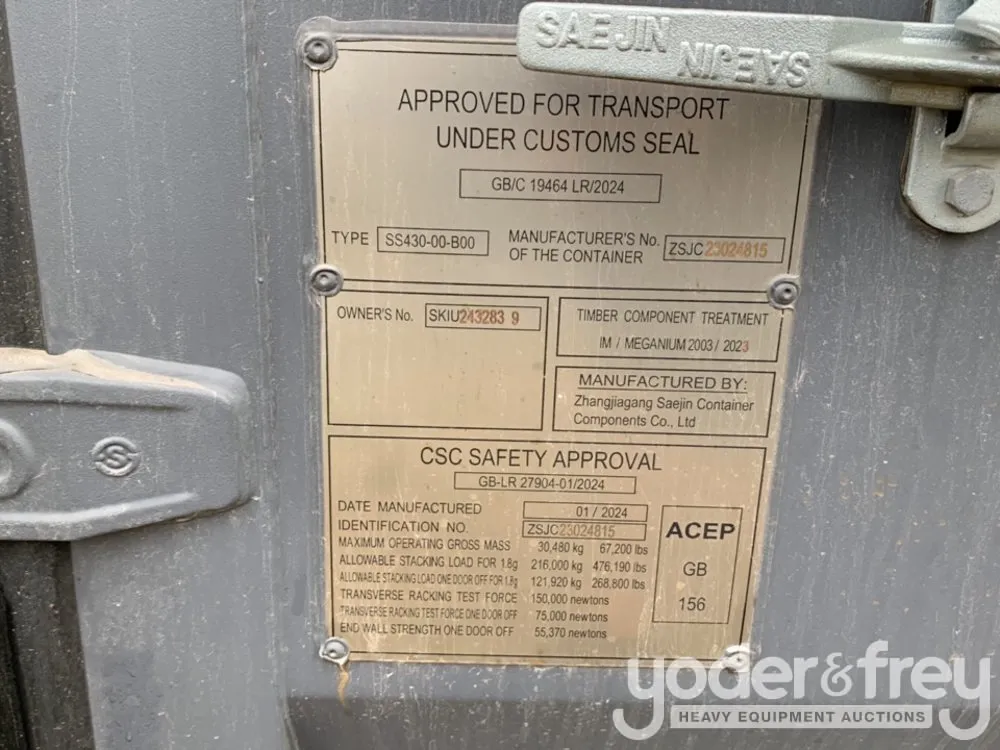 SAEJIN
SAEJIN
APPROVED FOR TRANSPORT
UNDER CUSTOMS SEAL
GB/C 19464 LR/2024
TYPE SS430-00-B00 MANUFACTURER'S No. OF THE CONTAINER ZSJC23024815
OWNER'S No. SKIU243283 9
TIMBER COMPONENT TREATMENT
IM / MEGANIUM 2003 / 2023
MANUFACTURED BY:
Zhangjiagang Saejin Container
Components Co., Ltd
CSC SAFETY APPROVAL
GB-LR 27904-01/2024
DATE MANUFACTURED 01 / 2024
IDENTIFICATION NO. ZSJC23024815
MAXIMUM OPERATING GROSS MASS 30,480 kg 67,200 lbs
ALLOWABLE STACKING LOAD FOR 1.8g 216,000 kg 476,190 lbs
ALLOWABLE STACKING LOAD ONE DOOR OFF FOR 1.8g 121,920 kg 268,800 lbs
TRANSVERSE RACKING TEST FORCE 150,000 newtons
TRANSVERSE RACKING TEST FORCE ONE DOOR OFF 75,000 newtons
END WALL STRENGTH ONE DOOR OFF 55,370 newtons
ACEP
GB
156
yoder&frey
HEAVY EQUIPMENT AUCTIONS